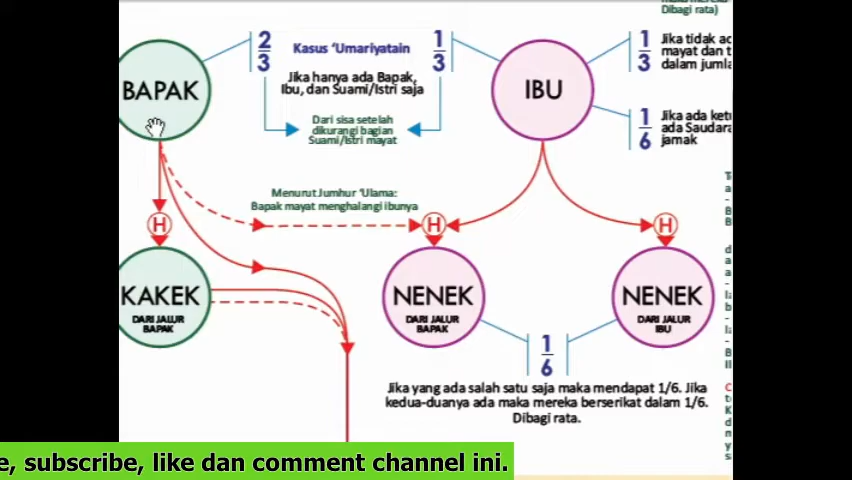 Dibagi rata)
BAPAK
2
3
Kasus ‘Umariyatain
1
3
Jika hanya ada Bapak,
Ibu, dan Suami/Istri saja
Dari sisa setelah
dikurangi bagian
Suami/Istri mayat
IBU
1
3
Jika tidak
mayat dan
dalam
1
6
Jika ada
ada Saudara
jamak
Menurut Jumhur ‘Ulama:
Bapak mayat menghalangi ibunya
H
H
H
KAKEK
DARI JALUR
BAPAK
NENEK
DARI JALUR
BAPAK
NENEK
DARI JALUR
IBU
1
6
Jika yang ada salah satu saja maka mendapat 1/6. Jika
kedua-duanya ada maka mereka berserikat dalam 1/6.
Dibagi rata.
e, subscribe, like dan comment channel ini.